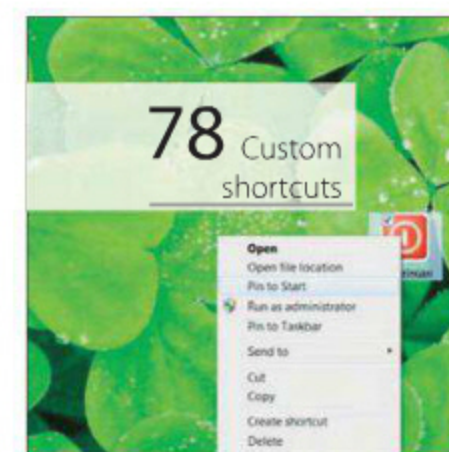 78 Custom
shortcuts
Open
Open file location
Pin to Start
Run as administrator
Pin to Taskbar
Send to
Cut
Copy
Create shortcut
Delete